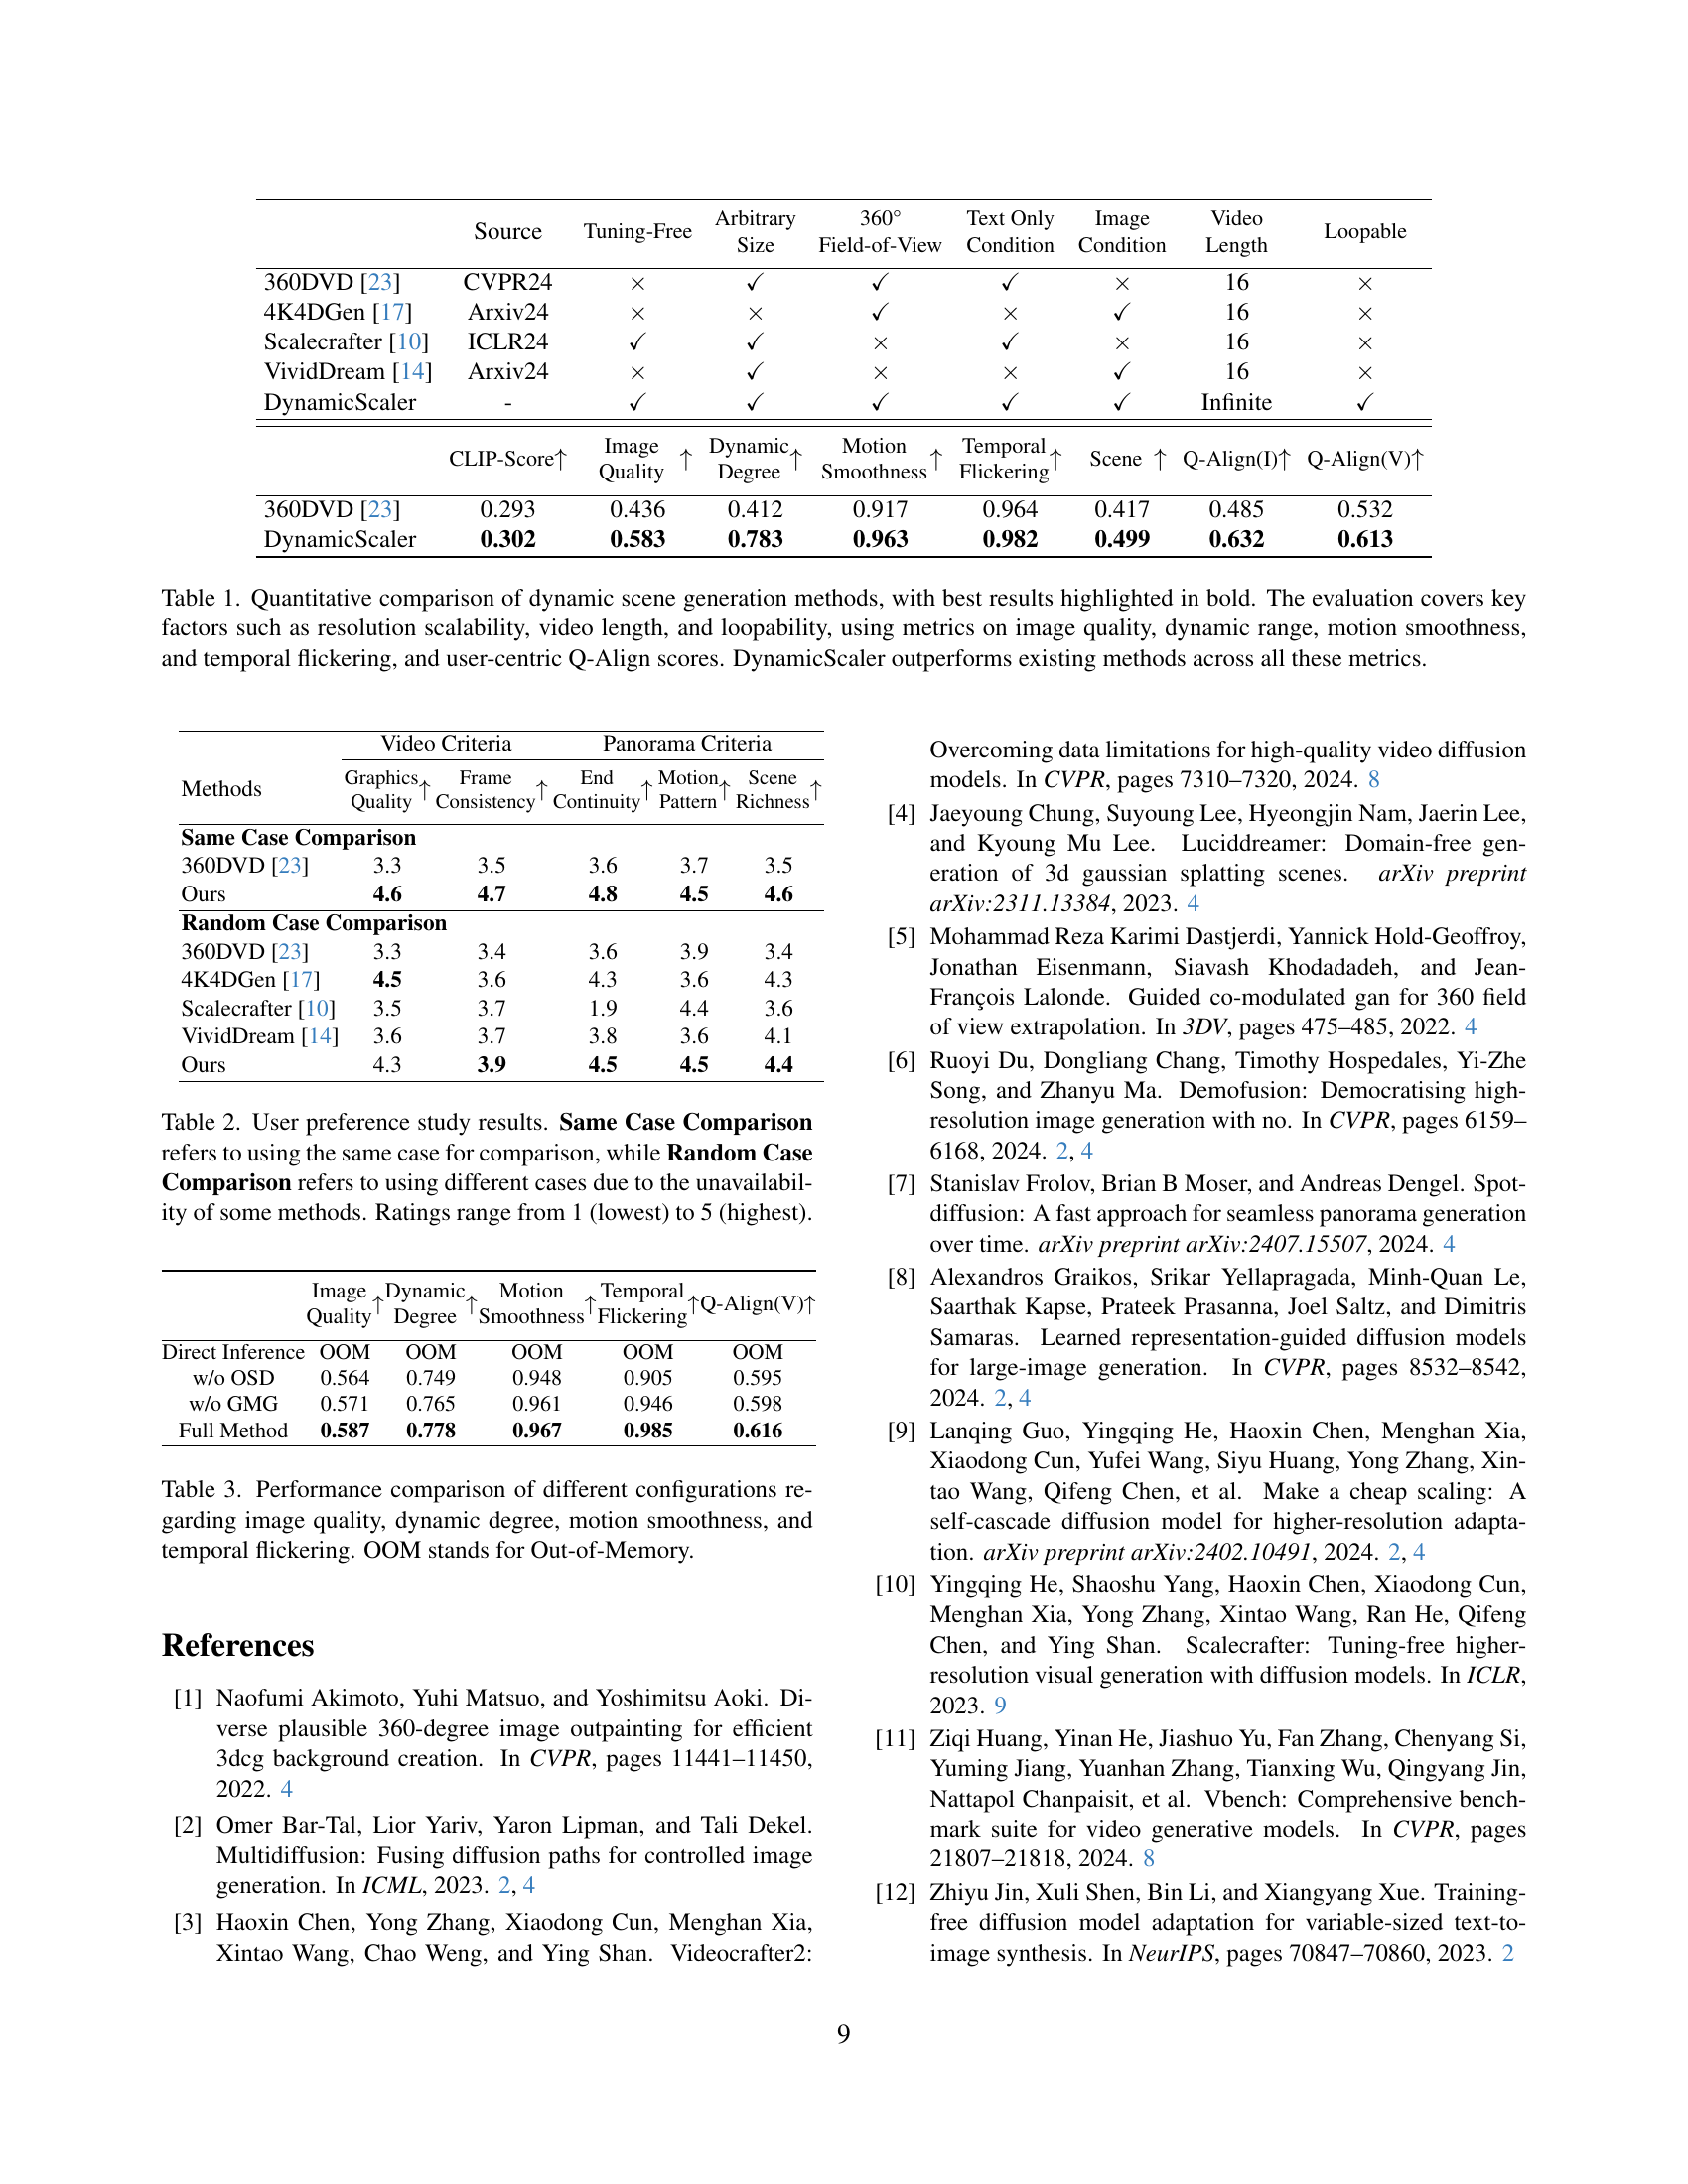 Source Tuning-Free Arbitrary Size 360° Field-of-View Text Only Condition Image Condition Video Length Loopable
360DVD [23] CVPR24 × ✓ ✓ ✓ × 16 ×
4K4DGen [17] Arxiv24 × × ✓ × ✓ 16 ×
Scalecrafter [10] ICLR24 ✓ ✓ × ✓ × 16 ×
VividDream [14] Arxiv24 × ✓ × × ✓ 16 ×
DynamicScaler - ✓ ✓ ✓ ✓ ✓ Infinite ✓
CLIP-Score↑ Image Quality ↑ Dynamic Degree ↑ Motion Smoothness ↑ Temporal Flickering ↑ Scene ↑ Q-Align(I)↑ Q-Align(V)↑
360DVD [23] 0.293 0.436 0.412 0.917 0.964 0.417 0.485 0.532
DynamicScaler 0.302 0.583 0.783 0.963 0.982 0.499 0.632 0.613
Table 1. Quantitative comparison of dynamic scene generation methods, with best results highlighted in bold. The evaluation covers key
factors such as resolution scalability, video length, and loopability, using metrics on image quality, dynamic range, motion smoothness,
and temporal flickering, and user-centric Q-Align scores. DynamicScaler outperforms existing methods across all these metrics.
Video Criteria Panorama Criteria
Methods Graphics Quality ↑ Frame Consistency ↑ End Continuity ↑ Motion Pattern ↑ Scene Richness ↑
Same Case Comparison
360DVD [23] 3.3 3.5 3.6 3.7 3.5
Ours 4.6 4.7 4.8 4.5 4.6
Random Case Comparison
360DVD [23] 3.3 3.4 3.6 3.9 3.4
4K4DGen [17] 4.5 3.6 4.3 3.6 4.3
Scalecrafter [10] 3.5 3.7 1.9 4.4 3.6
VividDream [14] 3.6 3.7 3.8 3.6 4.1
Ours 4.3 3.9 4.5 4.5 4.4
Table 2. User preference study results. Same Case Comparison
refers to using the same case for comparison, while Random Case
Comparison refers to using different cases due to the unavailabil-
ity of some methods. Ratings range from 1 (lowest) to 5 (highest).
Image Quality ↑ Dynamic Degree ↑ Motion Smoothness ↑ Temporal Flickering ↑ Q-Align(V)↑
Direct Inference OOM OOM OOM OOM OOM
w/o OSD 0.564 0.749 0.948 0.905 0.595
w/o GMG 0.571 0.765 0.961 0.946 0.598
Full Method 0.587 0.778 0.967 0.985 0.616
Table 3. Performance comparison of different configurations re-
garding image quality, dynamic degree, motion smoothness, and
temporal flickering. OOM stands for Out-of-Memory.
References
[1] Naofumi Akimoto, Yuhi Matsuo, and Yoshimitsu Aoki. Di-
verse plausible 360-degree image outpainting for efficient
3dcg background creation. In CVPR, pages 11441–11450,
2022. 4
[2] Omer Bar-Tal, Lior Yariv, Yaron Lipman, and Tali Dekel.
Multidiffusion: Fusing diffusion paths for controlled image
generation. In ICML, 2023. 2, 4
[3] Haoxin Chen, Yong Zhang, Xiaodong Cun, Menghan Xia,
Xintao Wang, Chao Weng, and Ying Shan. Videocrafter2:
Overcoming data limitations for high-quality video diffusion
models. In CVPR, pages 7310–7320, 2024. 8
[4] Jaeyoung Chung, Suyoung Lee, Hyeongjin Nam, Jaerin Lee,
and Kyoung Mu Lee. Luciddreamer: Domain-free gen-
eration of 3d gaussian splatting scenes. arXiv preprint
arXiv:2311.13384, 2023. 4
[5] Mohammad Reza Karimi Dastjerdi, Yannick Hold-Geoffroy,
Jonathan Eisenmann, Siavash Khodadadeh, and Jean-
François Lalonde. Guided co-modulated gan for 360 field
of view extrapolation. In 3DV, pages 475–485, 2022. 4
[6] Ruoyi Du, Dongliang Chang, Timothy Hospedales, Yi-Zhe
Song, and Zhanyu Ma. Demofusion: Democratising high-
resolution image generation with no. In CVPR, pages 6159–
6168, 2024. 2, 4
[7] Stanislav Frolov, Brian B Moser, and Andreas Dengel. Spot-
diffusion: A fast approach for seamless panorama generation
over time. arXiv preprint arXiv:2407.15507, 2024. 4
[8] Alexandros Graikos, Srikar Yellapragada, Minh-Quan Le,
Saarthak Kapse, Prateek Prasanna, Joel Saltz, and Dimitris
Samaras. Learned representation-guided diffusion models
for large-image generation. In CVPR, pages 8532–8542,
2024. 2, 4
[9] Lanqing Guo, Yingqing He, Haoxin Chen, Menghan Xia,
Xiaodong Cun, Yufei Wang, Siyu Huang, Yong Zhang, Xin-
tao Wang, Qifeng Chen, et al. Make a cheap scaling: A
self-cascade diffusion model for higher-resolution adapta-
tion. arXiv preprint arXiv:2402.10491, 2024. 2, 4
[10] Yingqing He, Shaoshu Yang, Haoxin Chen, Xiaodong Cun,
Menghan Xia, Yong Zhang, Xintao Wang, Ran He, Qifeng
Chen, and Ying Shan. Scalecrafter: Tuning-free higher-
resolution visual generation with diffusion models. In ICLR,
2023. 9
[11] Ziqi Huang, Yinan He, Jiashuo Yu, Fan Zhang, Chenyang Si,
Yuming Jiang, Yuanhan Zhang, Tianxing Wu, Qingyang Jin,
Nattapol Chanpaisit, et al. Vbench: Comprehensive bench-
mark suite for video generative models. In CVPR, pages
21807–21818, 2024. 8
[12] Zhiyu Jin, Xuli Shen, Bin Li, and Xiangyang Xue. Training-
free diffusion model adaptation for variable-sized text-to-
image synthesis. In NeurIPS, pages 70847–70860, 2023. 2
9